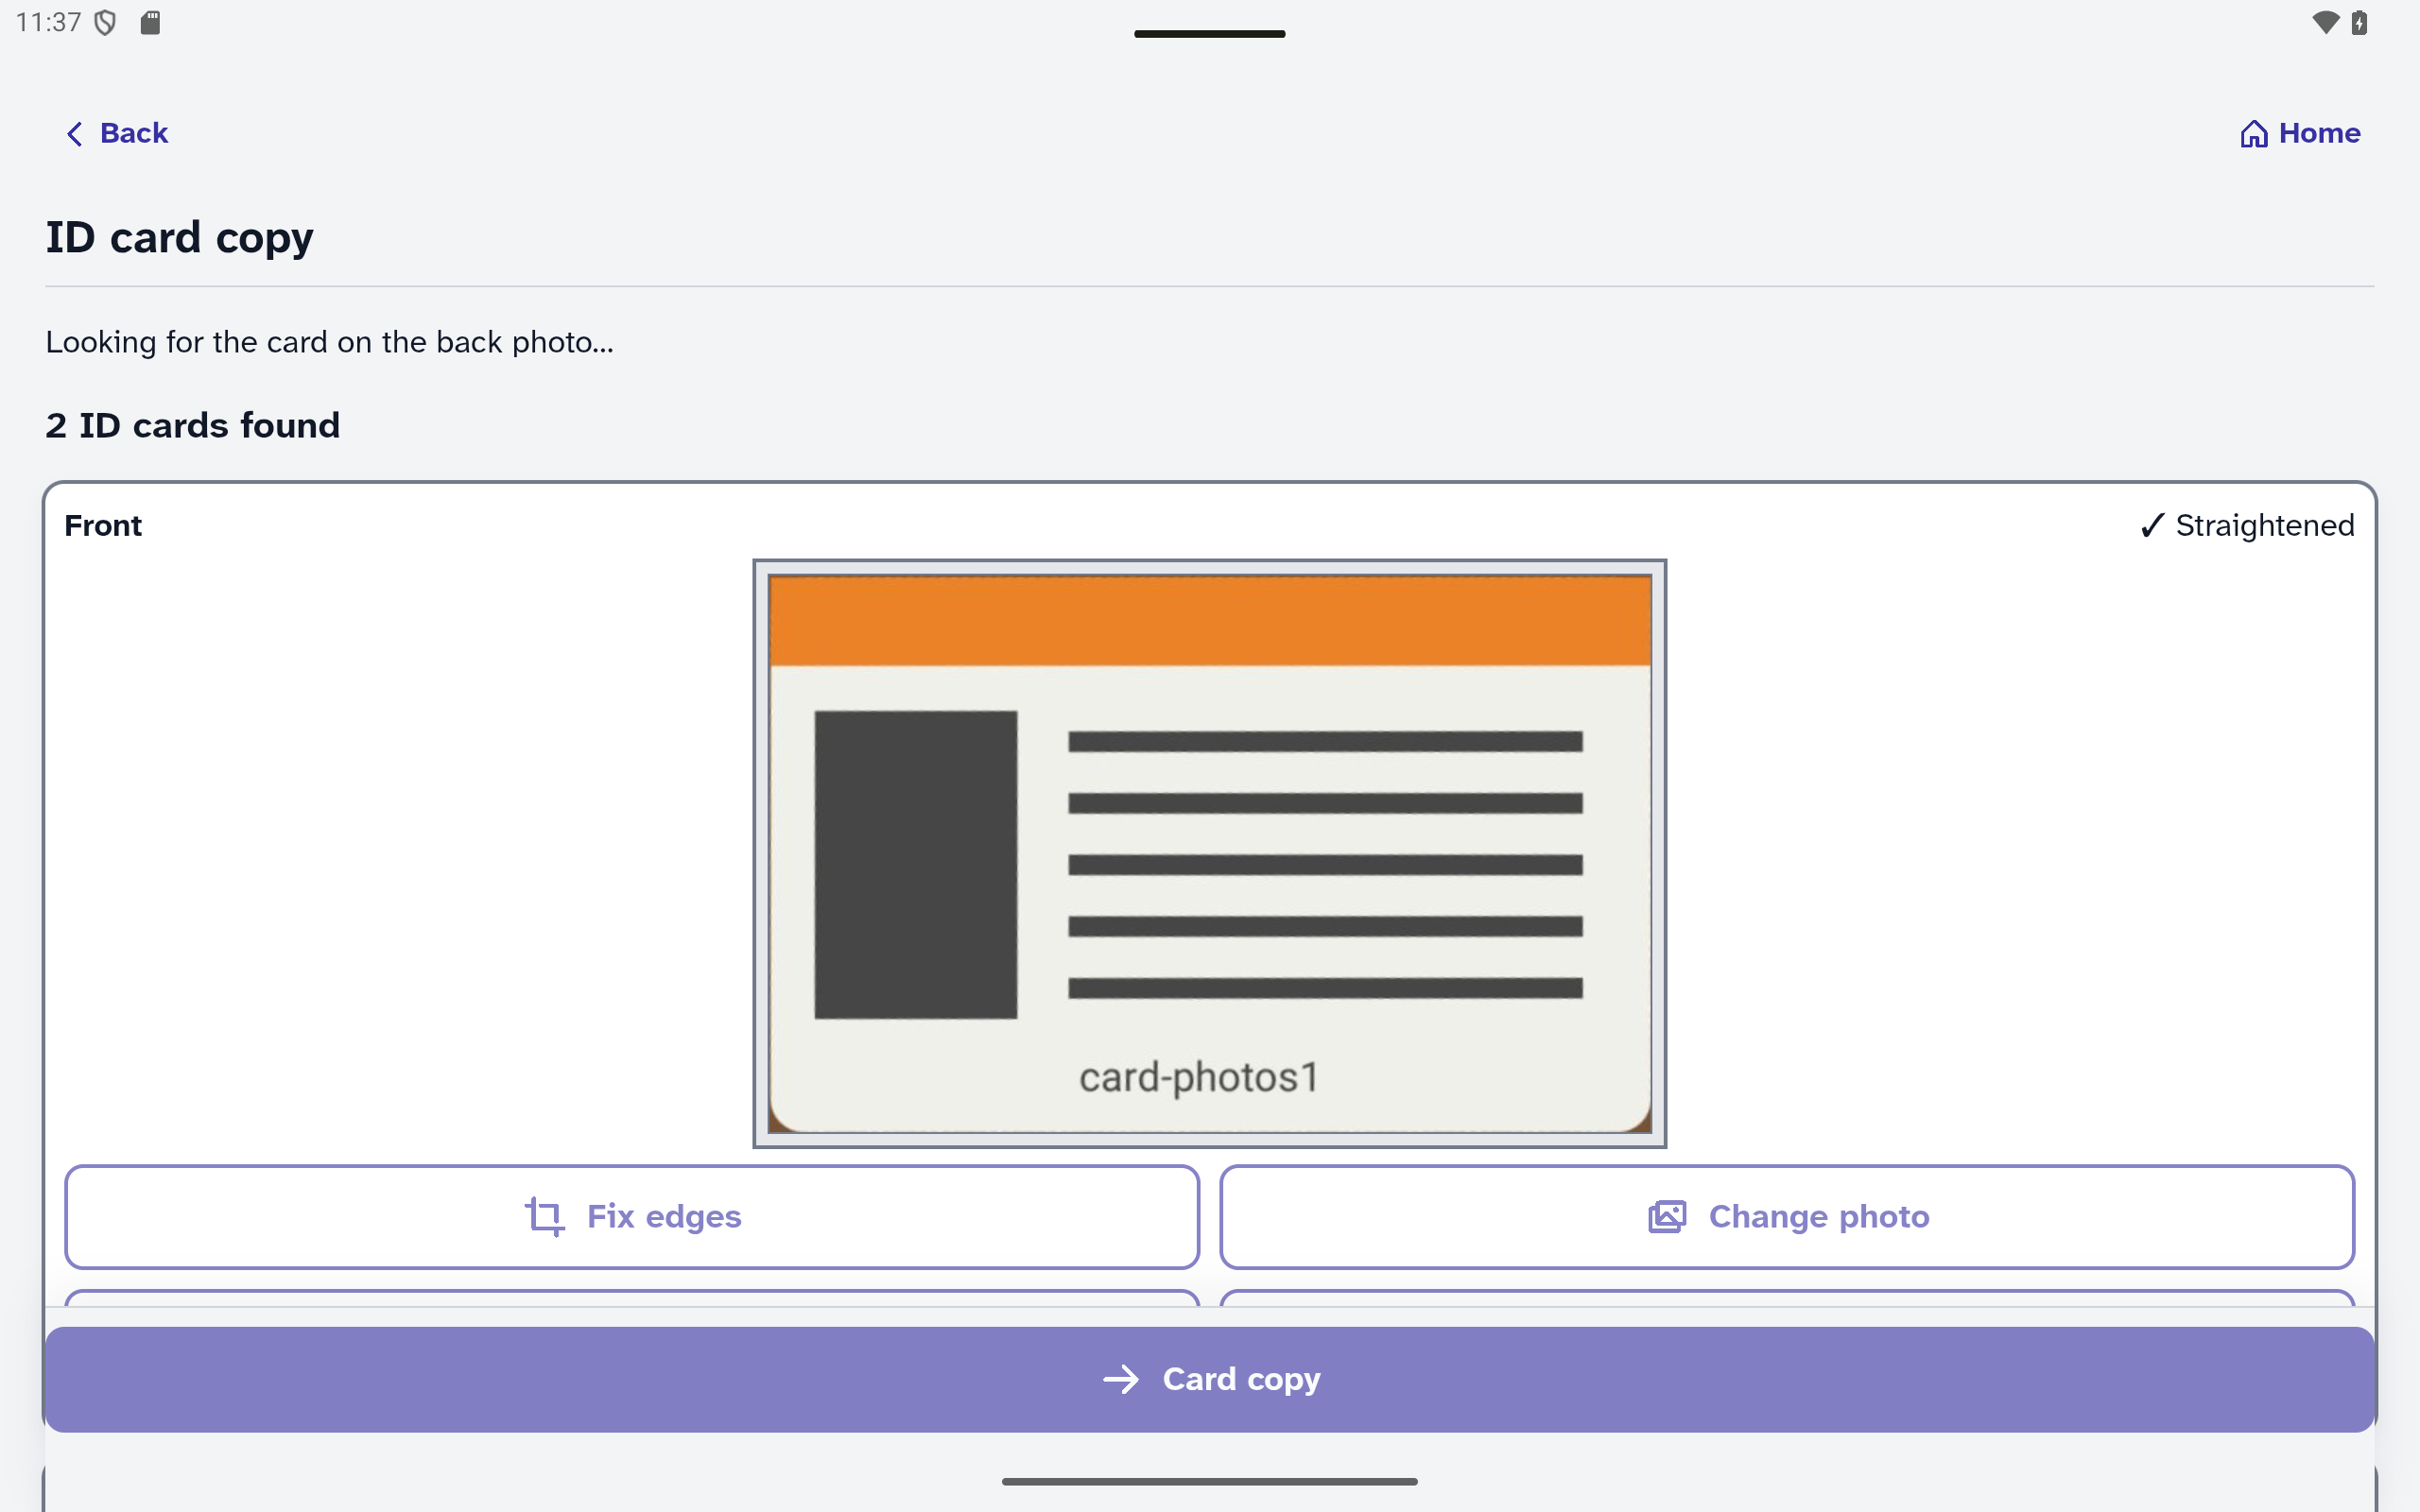 11:37
Back
Home
ID card copy
Looking for the card on the back photo...
2 ID cards found
Front
✓ Straightened
card-photos1
Fix edges
Change photo
Card copy